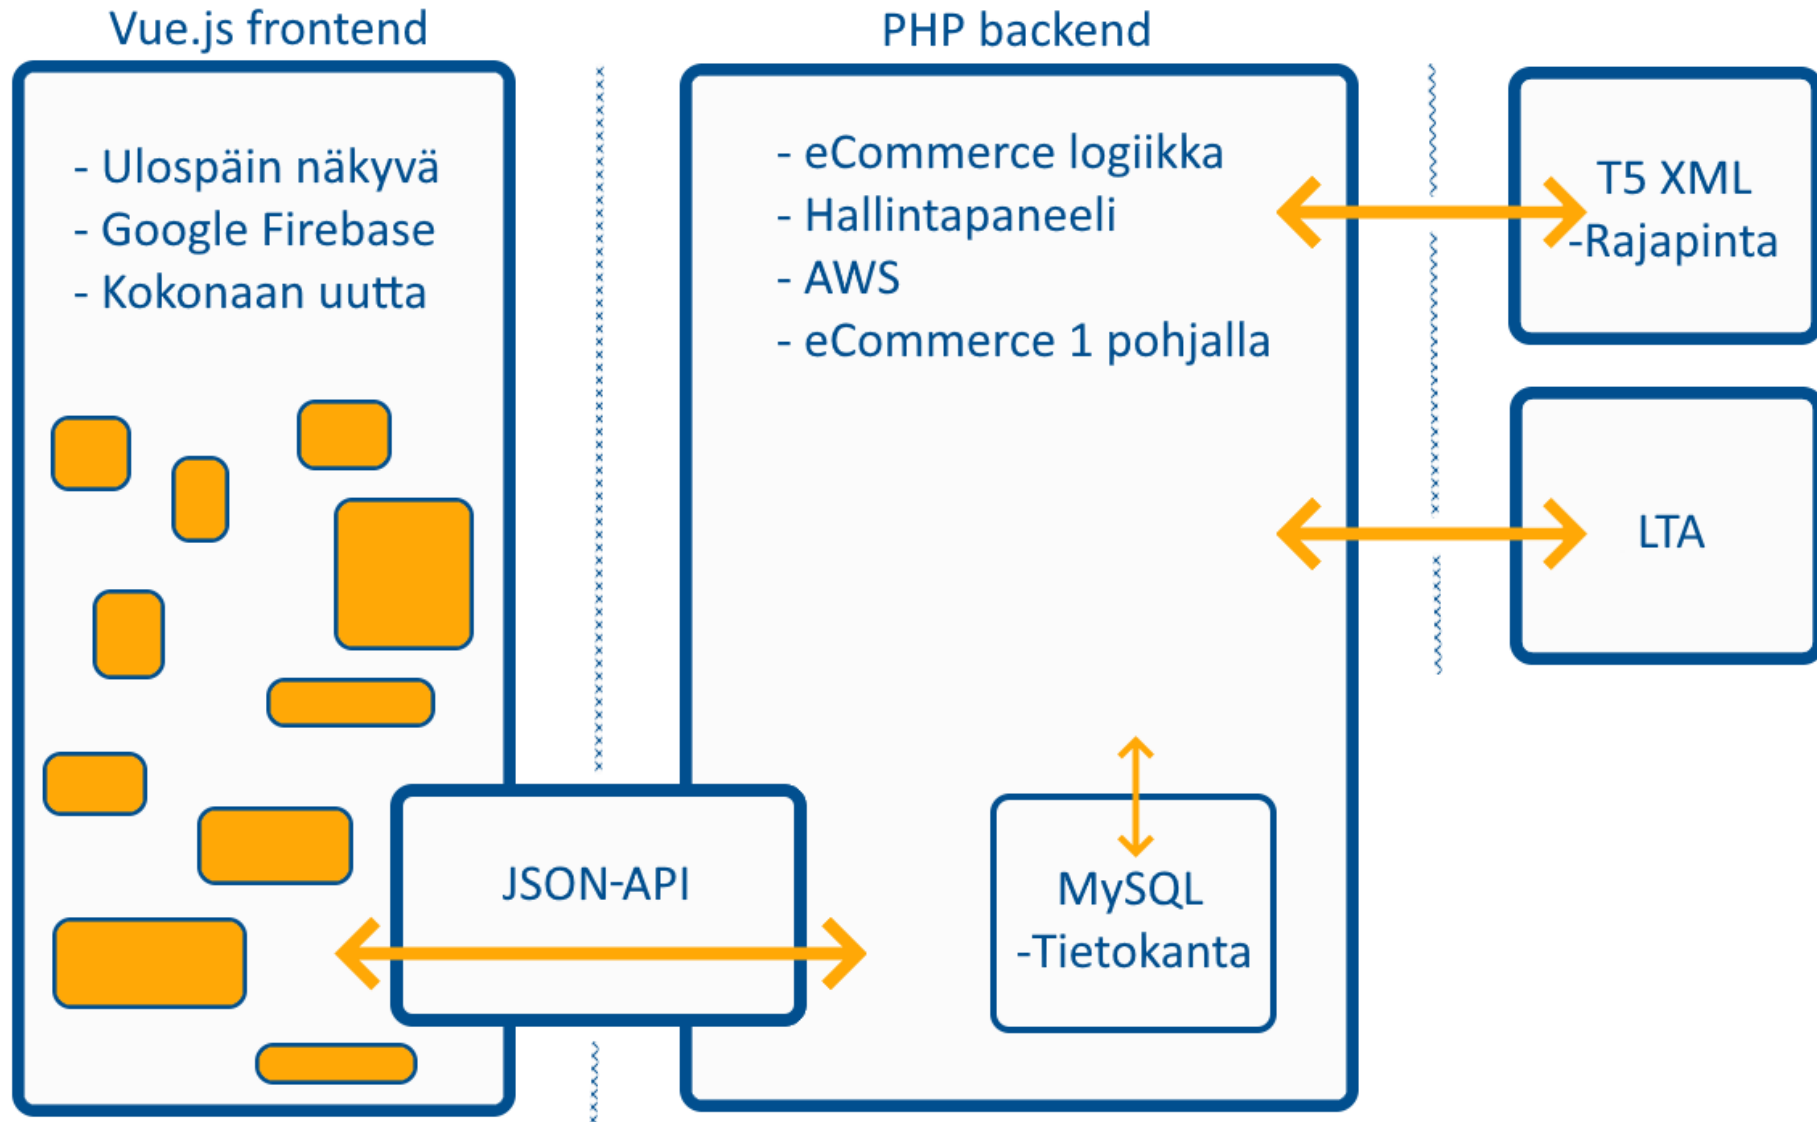 Vue.js frontend
- Ulospäin näkyvä
- Google Firebase
- Kokonaan uutta
PHP backend
- eCommerce logiikka
- Hallintapaneeli
- AWS
- eCommerce 1 pohjalla
T5 XML
-Rajapinta
LTA
JSON-API
MySQL
-Tietokanta